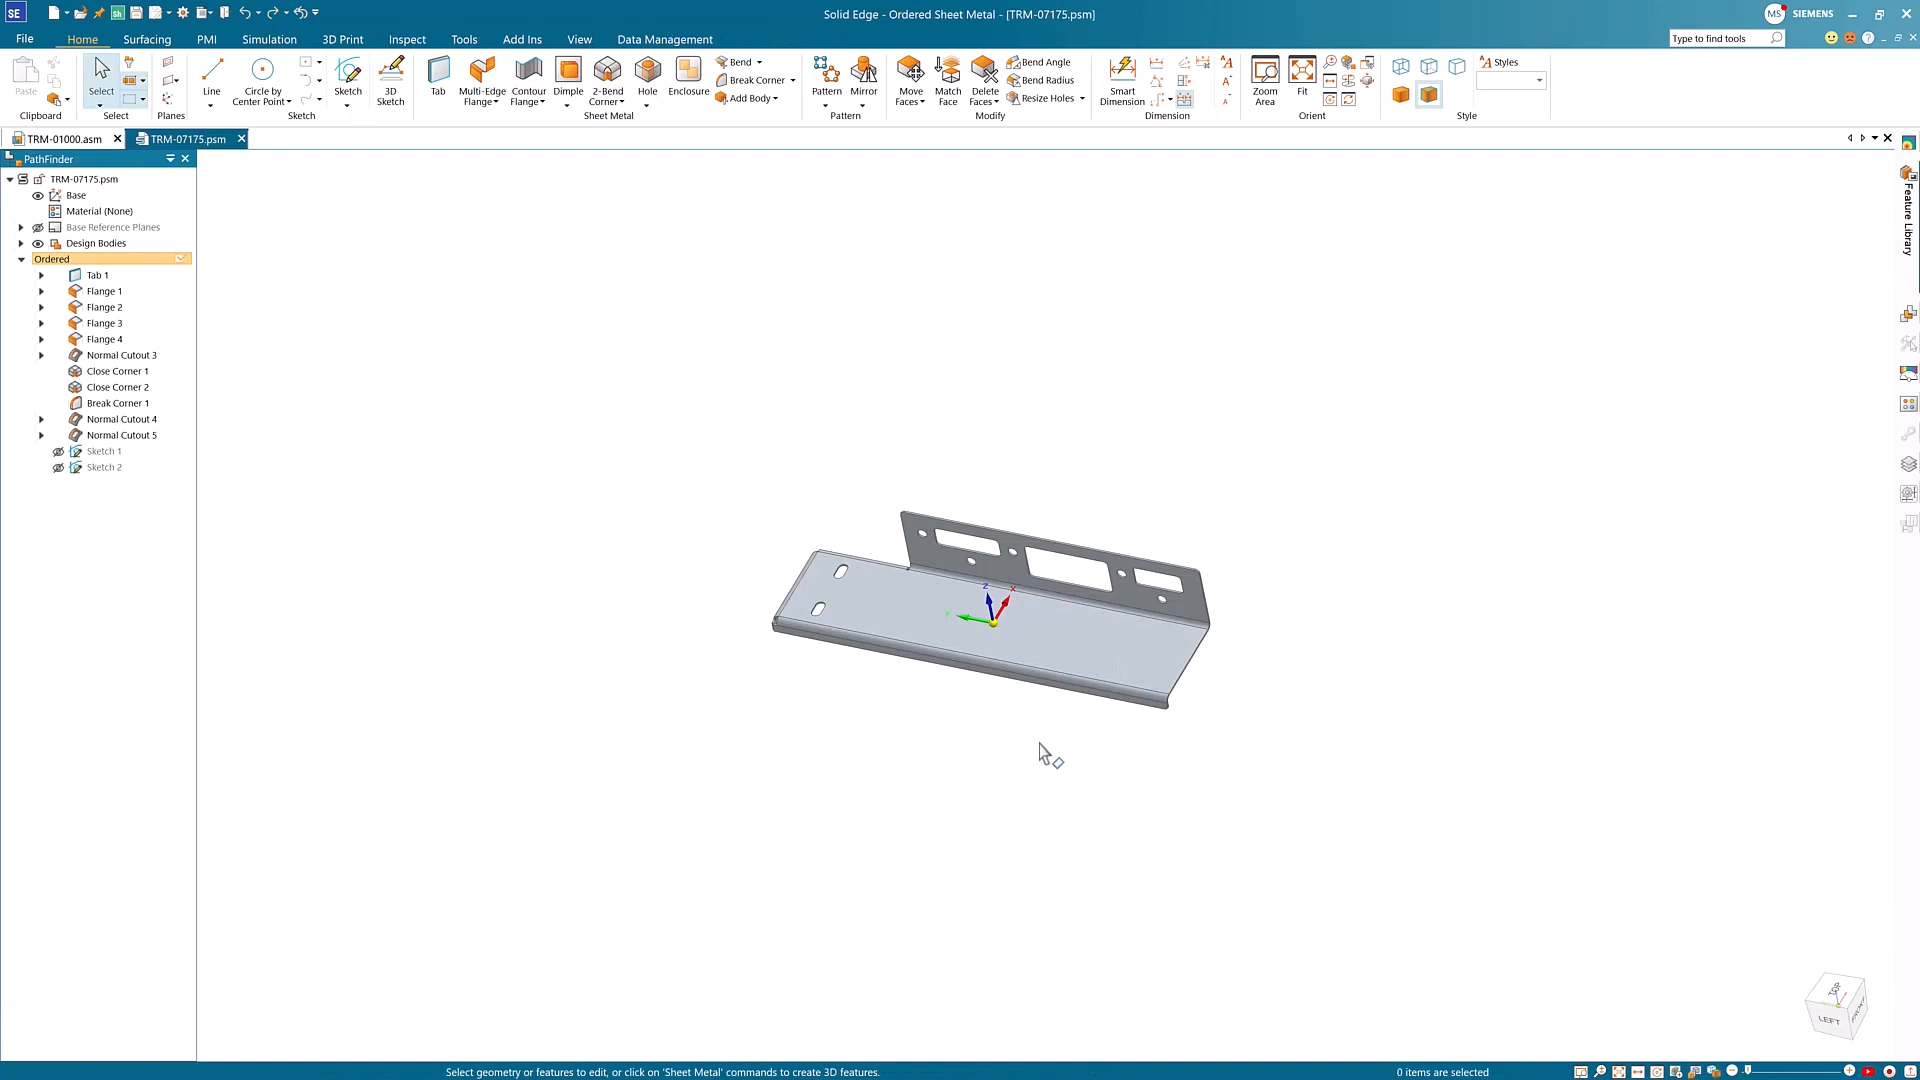 SE
Solid Edge - Ordered Sheet Metal - [TRM-07175.psm]
MS
SIEMENS
File
Home
Surfacing
PMI
Simulation
3D Print
Inspect
Tools
Add Ins
View
Data Management
Type to find tools
Paste
Clipboard
Select
Select
Planes
Line
Circle by
Center Point
Sketch
3D
Sketch
Sketch
Tab
Multi-Edge
Flange
Contour
Flange
Dimple
2-Bend
Corner
Hole
Enclosure
Bend
Break Corner
Add Body
Sheet Metal
Pattern
Mirror
Pattern
Move
Faces
Match
Face
Delete
Faces
Bend Angle
Bend Radius
Resize Holes
Modify
Smart
Dimension
Dimension
Zoom
Area
Fit
Orient
Styles
Style
TRM-01000.asm
TRM-07175.psm
PathFinder
TRM-07175.psm
Base
Material (None)
Base Reference Planes
Design Bodies
Ordered
Tab 1
Flange 1
Flange 2
Flange 3
Flange 4
Normal Cutout 3
Close Corner 1
Close Corner 2
Break Corner 1
Normal Cutout 4
Normal Cutout 5
Sketch 1
Sketch 2
Feature Library
Z
X
Y
TOP
LEFT
FRONT
Select geometry or features to edit, or click on 'Sheet Metal' commands to create 3D features.
0 items are selected